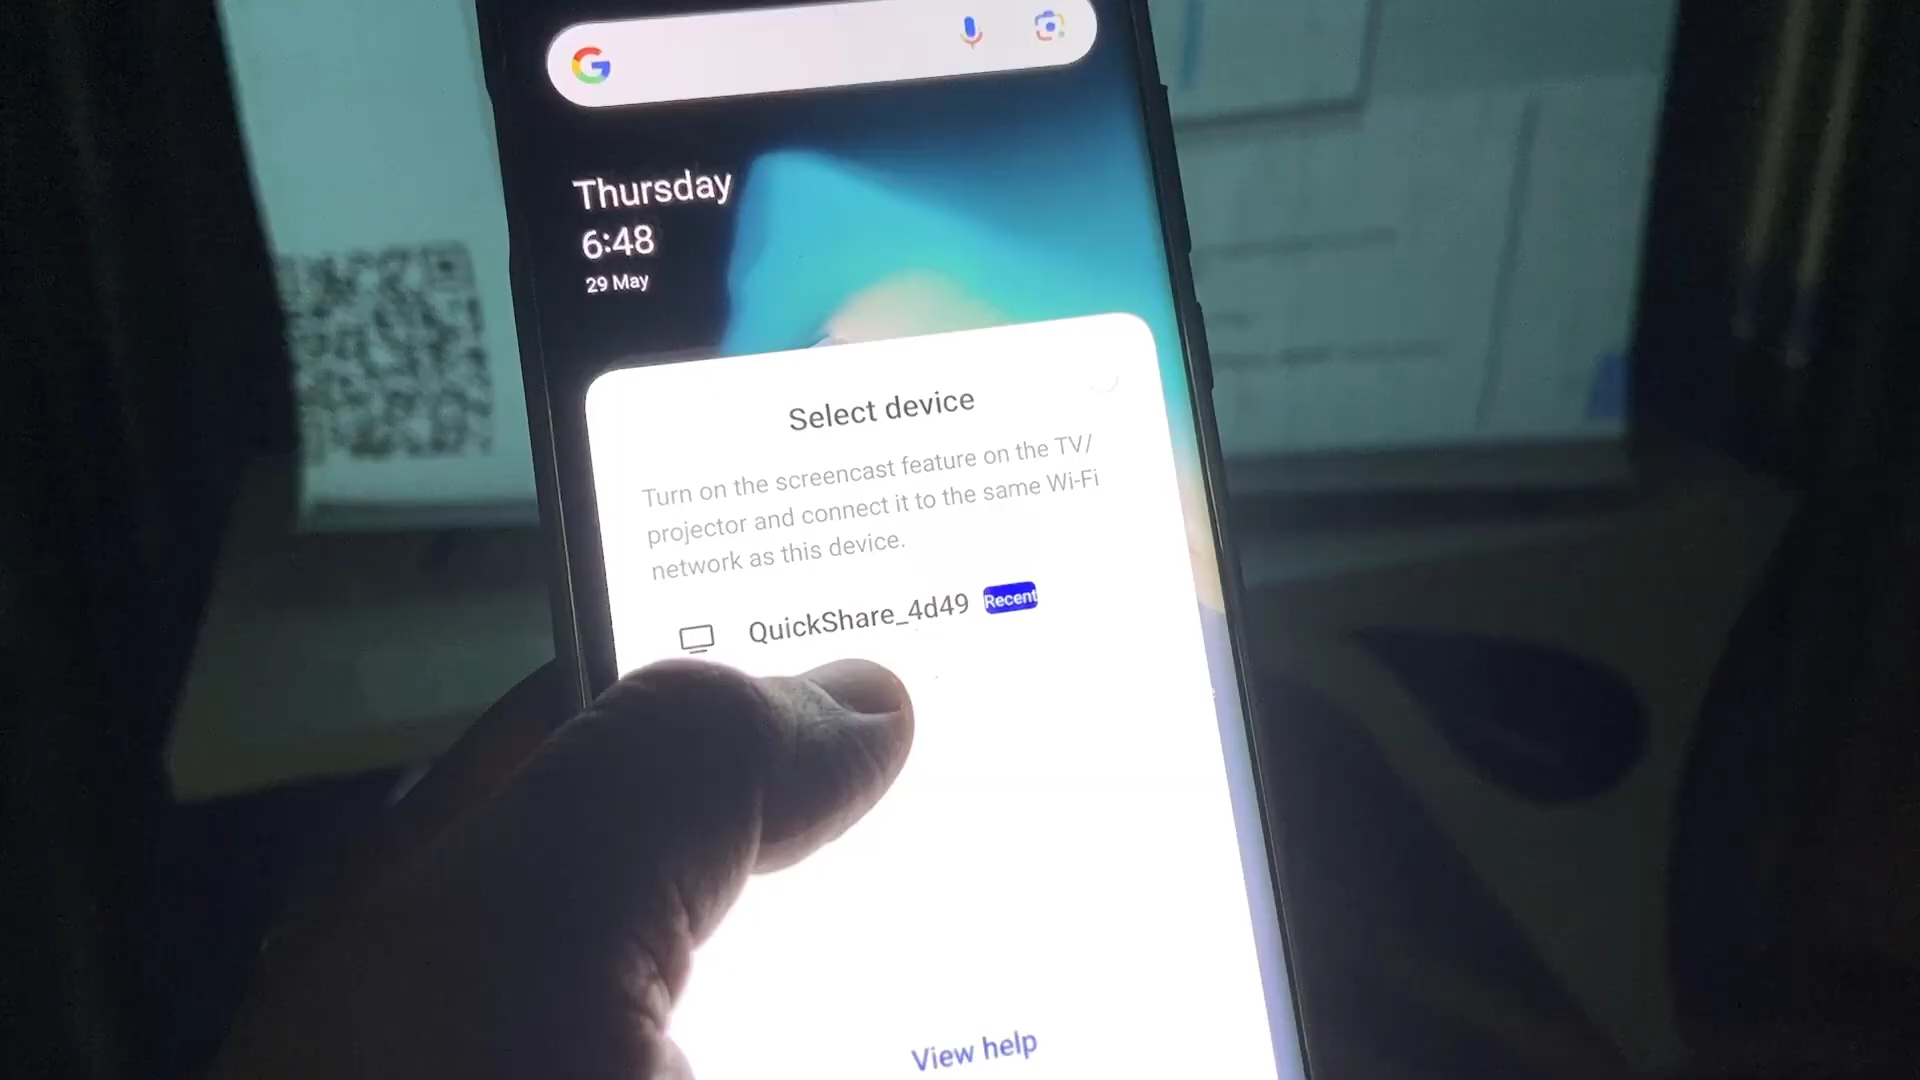 Thursday
6:48
29 May
Select device
Turn on the screencast feature on the TV/
projector and connect it to the same Wi-Fi
network as this device.
QuickShare_4d49 Recent
View help